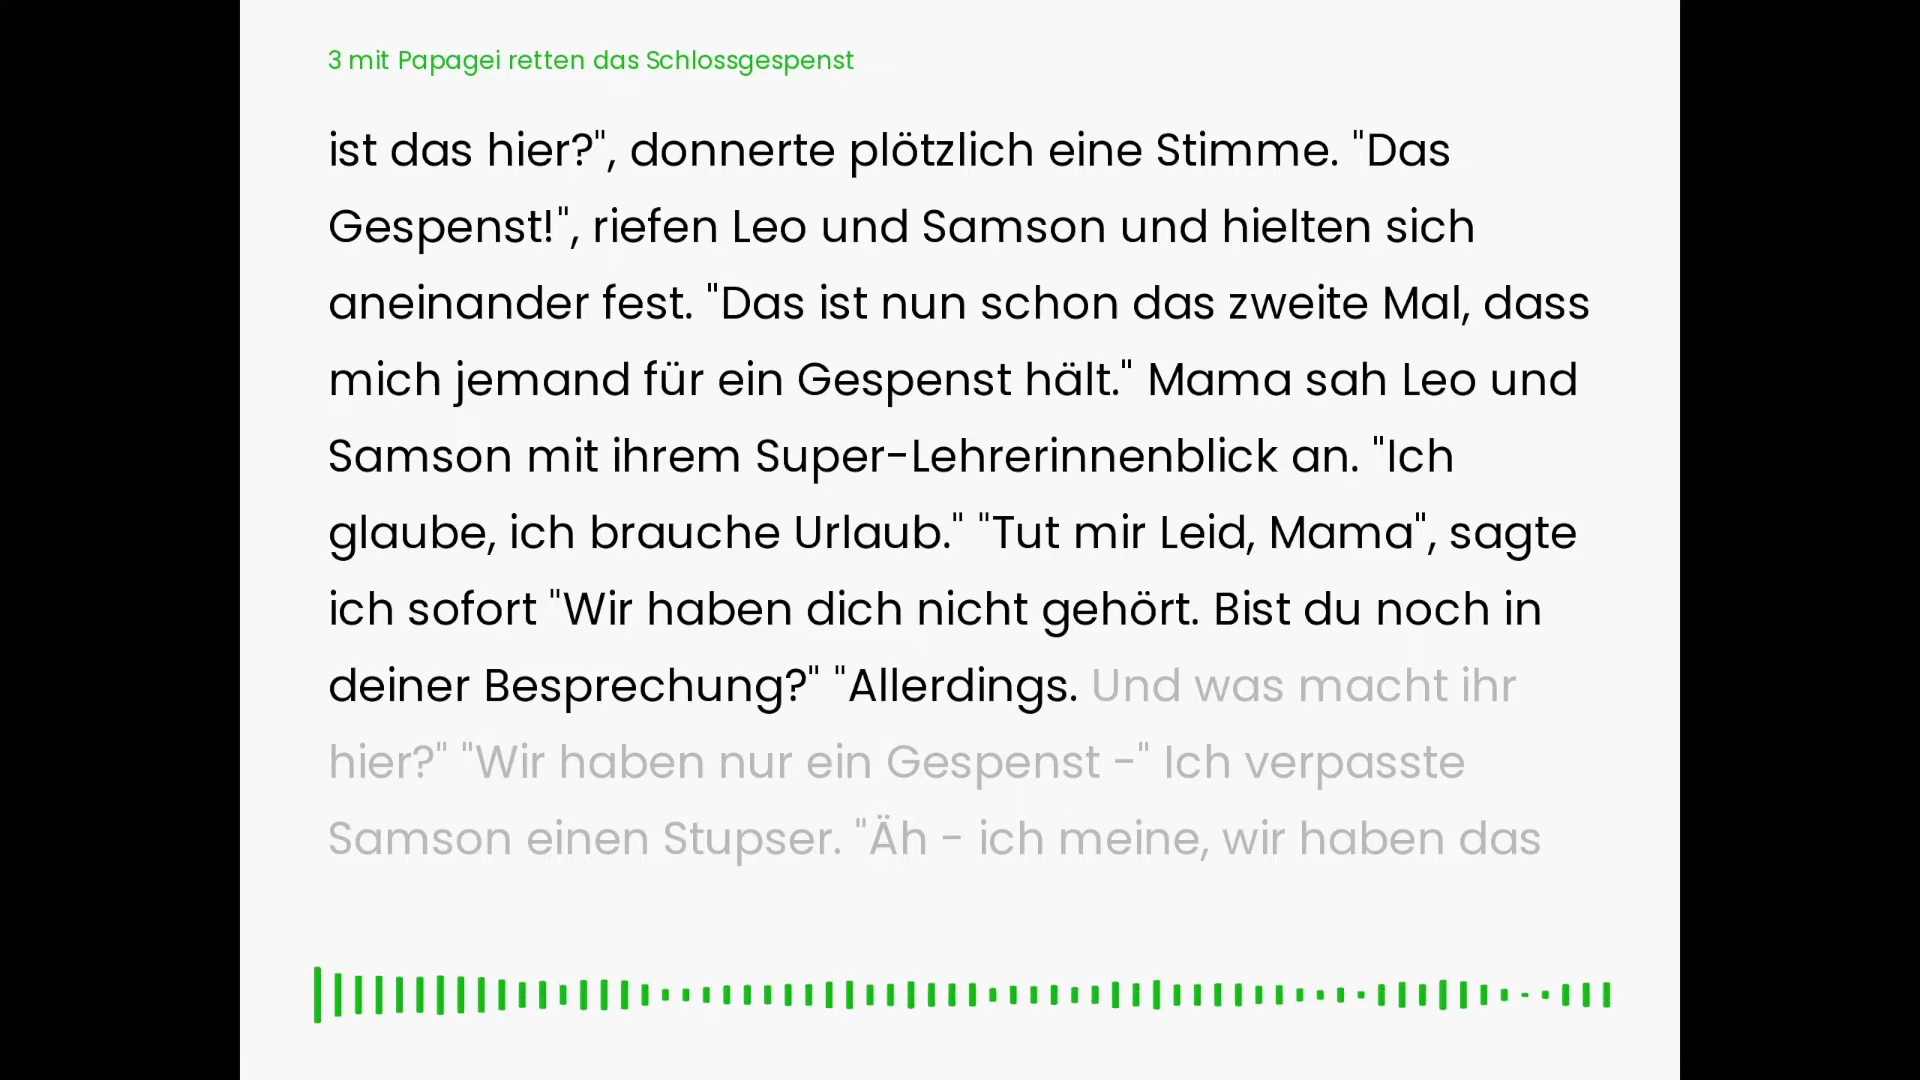 3 mit Papagei retten das Schlossgespenst
ist das hier?", donnerte plötzlich eine Stimme. "Das
Gespenst!", riefen Leo und Samson und hielten sich
aneinander fest. "Das ist nun schon das zweite Mal, dass
mich jemand für ein Gespenst hält." Mama sah Leo und
Samson mit ihrem Super-Lehrerinnenblick an. "Ich
glaube, ich brauche Urlaub." "Tut mir Leid, Mama", sagte
ich sofort "Wir haben dich nicht gehört. Bist du noch in
deiner Besprechung?" "Allerdings. Und was macht ihr
hier?" "Wir haben nur ein Gespenst -" Ich verpasste
Samson einen Stupser. "Äh - ich meine, wir haben das